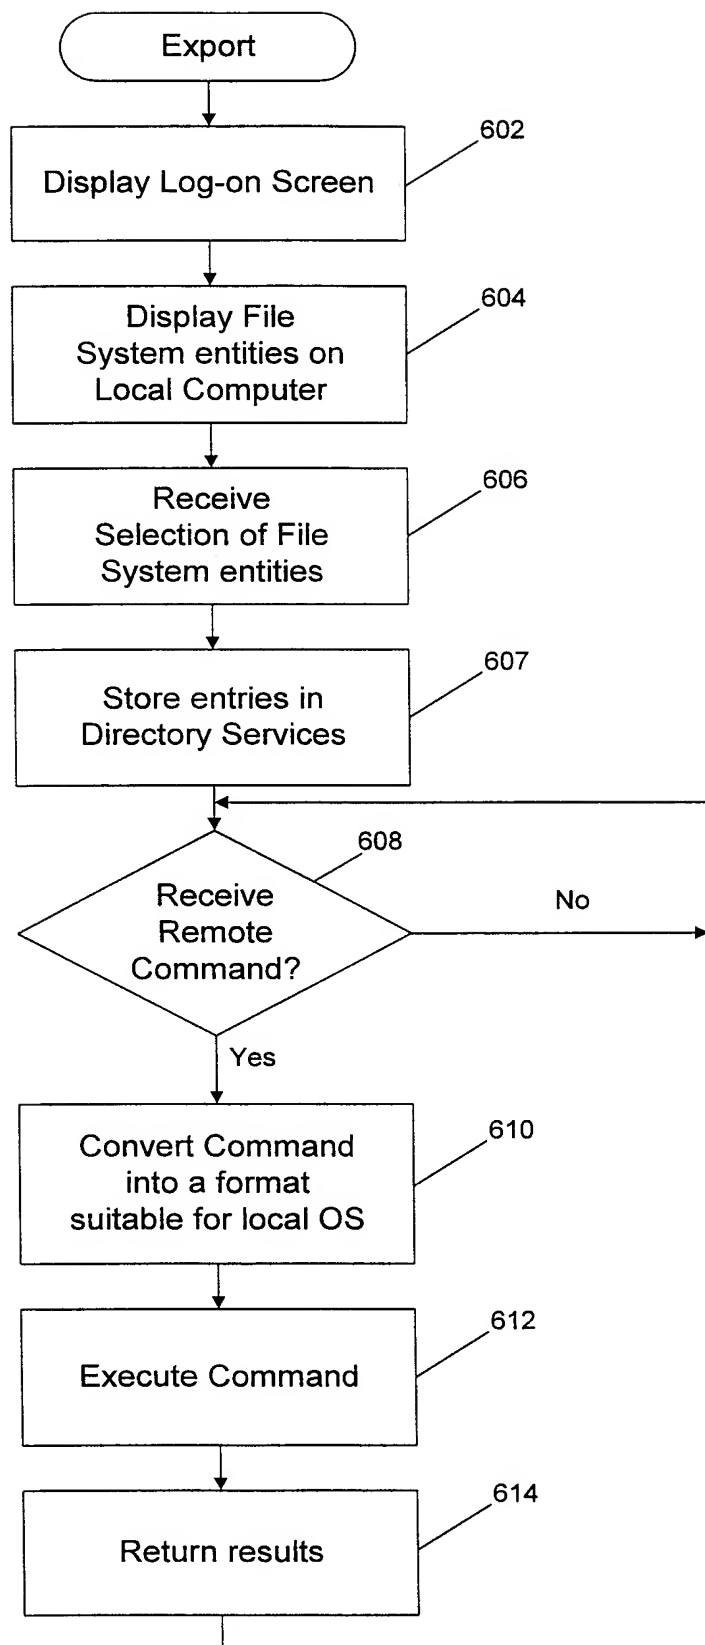 Export
602
Display Log-on Screen
604
Display File
System entities on
Local Computer
606
Receive
Selection of File
System entities
607
Store entries in
Directory Services
608
Receive
Remote
Command?
No
Yes
610
Convert Command
into a format
suitable for local OS
612
Execute Command
614
Return results